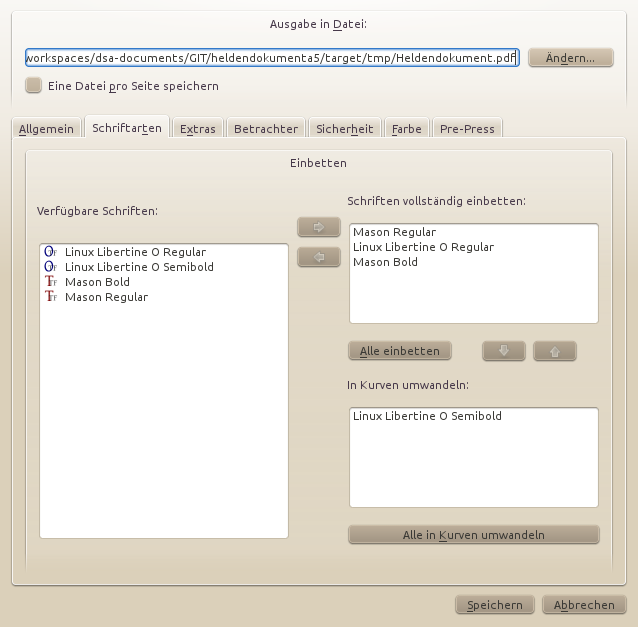 Ausgabe in Datei:
workspaces/dsa-documents/GIT/heldendokumenta5/target/tmp/Heldendokument.pdf
Ändern...
Eine Datei pro Seite speichern
Allgemein Schriftarten Extras Betrachter Sicherheit Farbe Pre-Press
Einbetten
Verfügbare Schriften:
Linux Libertine O Regular
Linux Libertine O Semibold
Mason Bold
Mason Regular
Schriften vollständig einbetten:
Mason Regular
Linux Libertine O Regular
Mason Bold
Alle einbetten
In Kurven umwandeln:
Linux Libertine O Semibold
Alle in Kurven umwandeln
Speichern Abbrechen